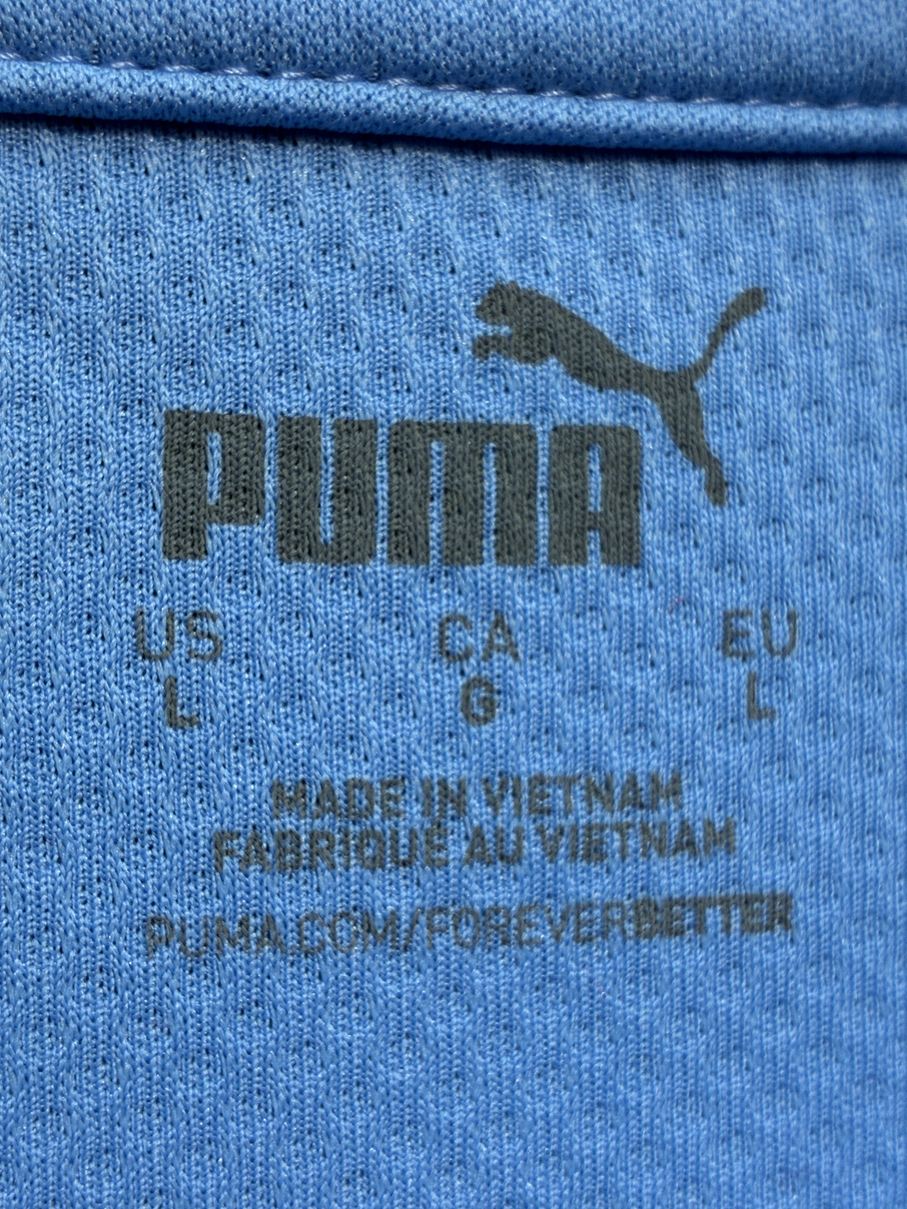 PUMA
US CA EU
L G L
MADE IN VIETNAM
FABRIQUÉ AU VIETNAM
PUMA.COM/FOREVERBETTER